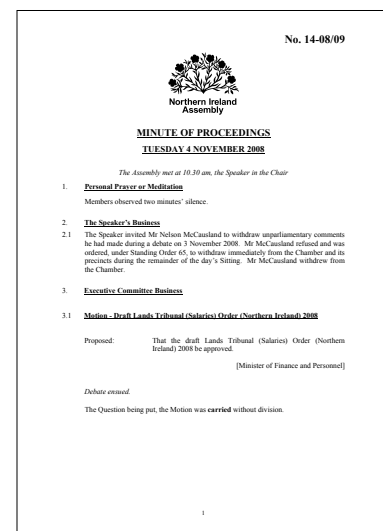 No. 14-08/09
Northern Ireland
Assembly
MINUTE OF PROCEEDINGS
TUESDAY 4 NOVEMBER 2008
The Assembly met at 10.30 am, the Speaker in the Chair
1. Personal Prayer or Meditation
Members observed two minutes' silence.
2. The Speaker's Business
2.1 The Speaker invited Mr Nelson McCausland to withdraw unparliamentary comments
he had made during a debate on 3 November 2008. Mr McCausland refused and was
ordered, under Standing Order 65, to withdraw immediately from the Chamber and its
precincts during the remainder of the day's Sitting. Mr McCausland withdrew from
the Chamber.
3. Executive Committee Business
3.1 Motion - Draft Lands Tribunal (Salaries) Order (Northern Ireland) 2008
Proposed: That the draft Lands Tribunal (Salaries) Order (Northern
Ireland) 2008 be approved.
[Minister of Finance and Personnel]
Debate ensued.
The Question being put, the Motion was carried without division.
1